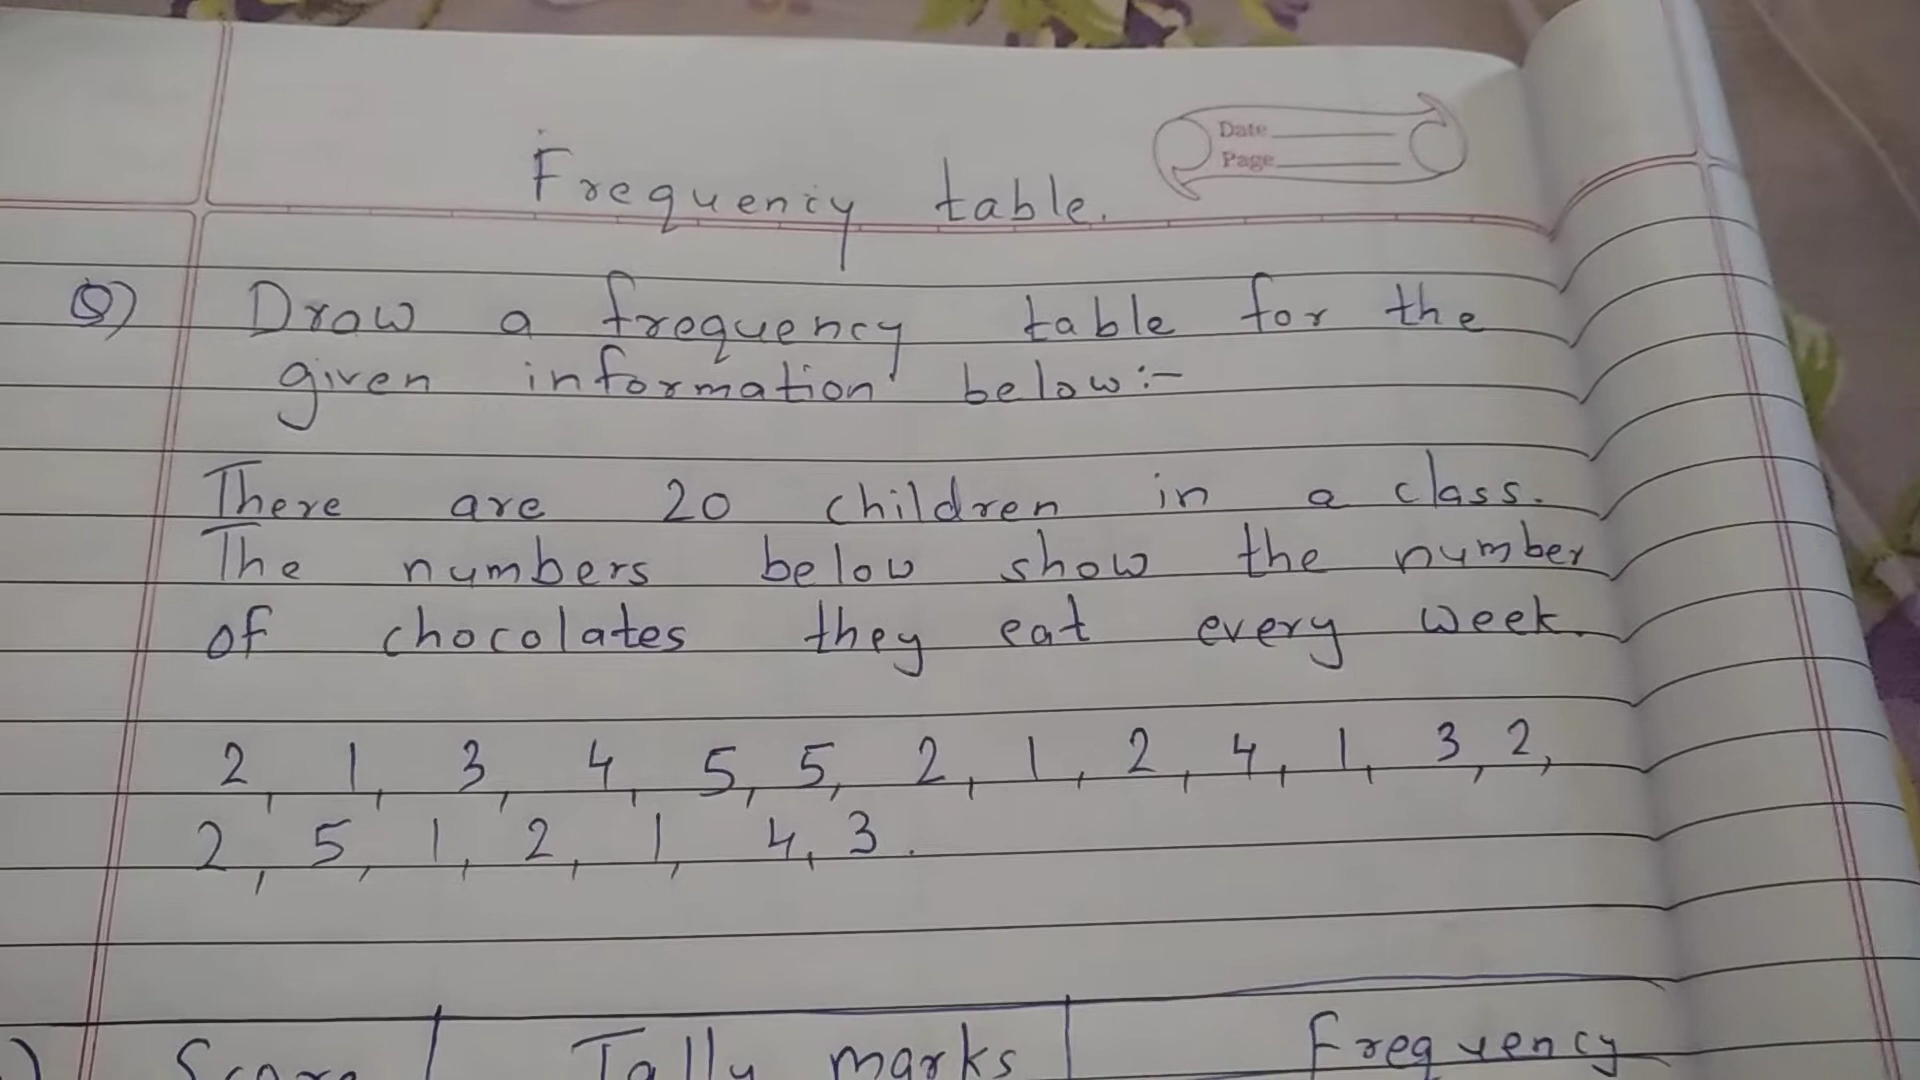 Frequency table.
Date
Page
Q) Draw a frequency table for the
given information below:-
There are 20 children in a class.
The numbers below show the number
of chocolates they eat every week.
2, 1, 3, 4, 5, 5, 2, 1, 2, 4, 1, 3, 2,
2, 5, 1, 2, 1, 4, 3.
) Score Tally marks Frequency